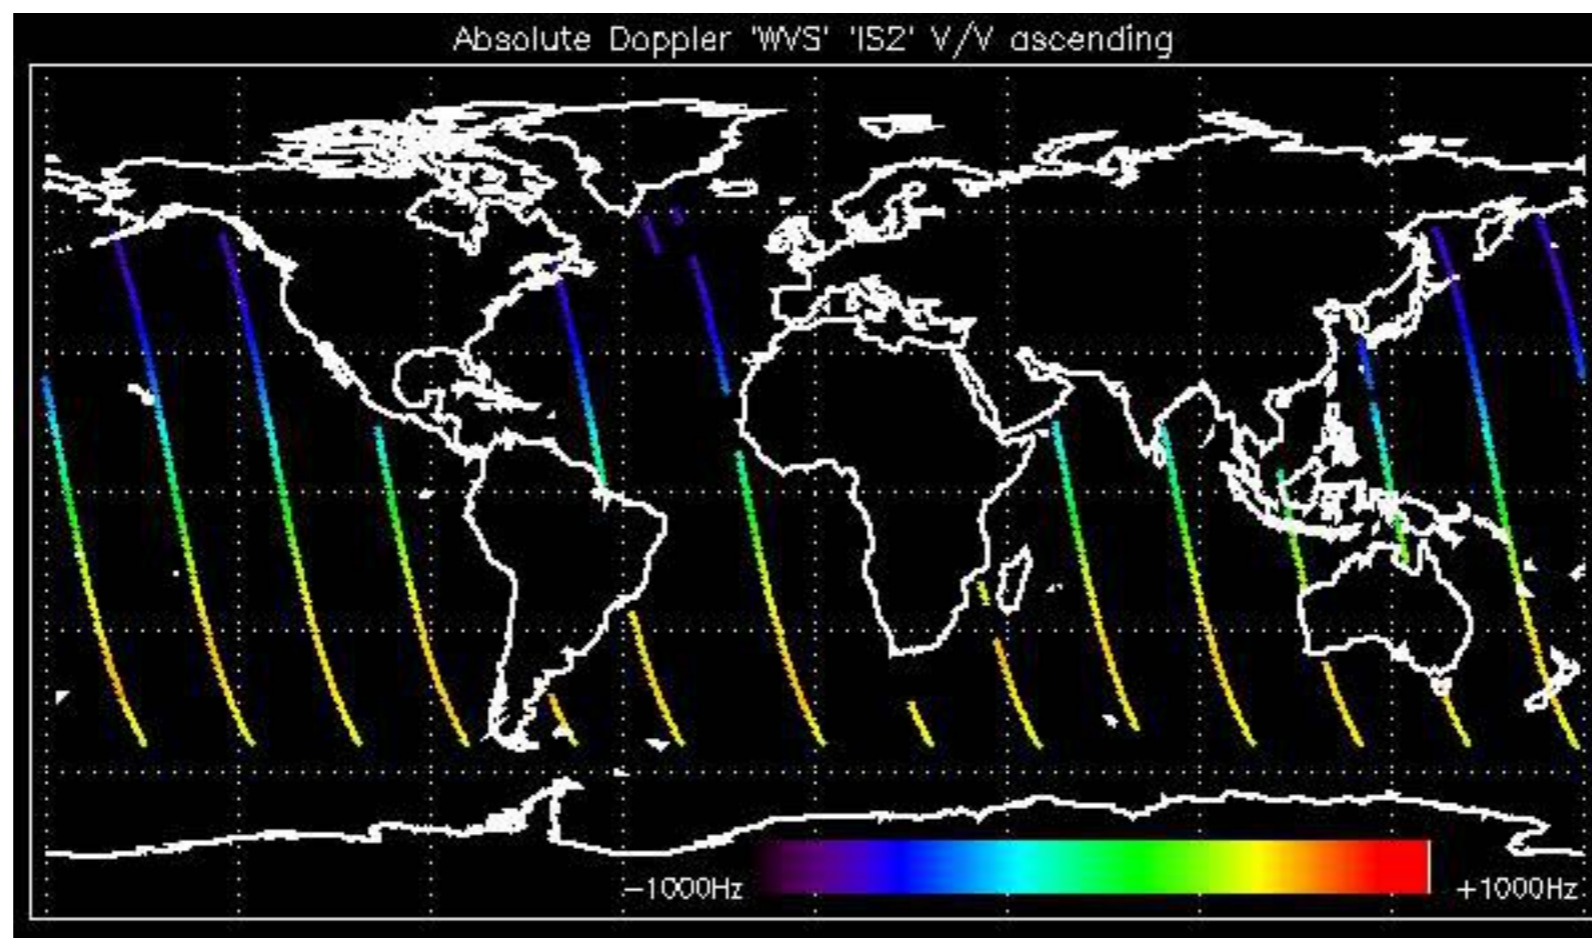 Absolute Doppler 'WVS' 'IS2' V/V ascending
−1000Hz
+1000Hz